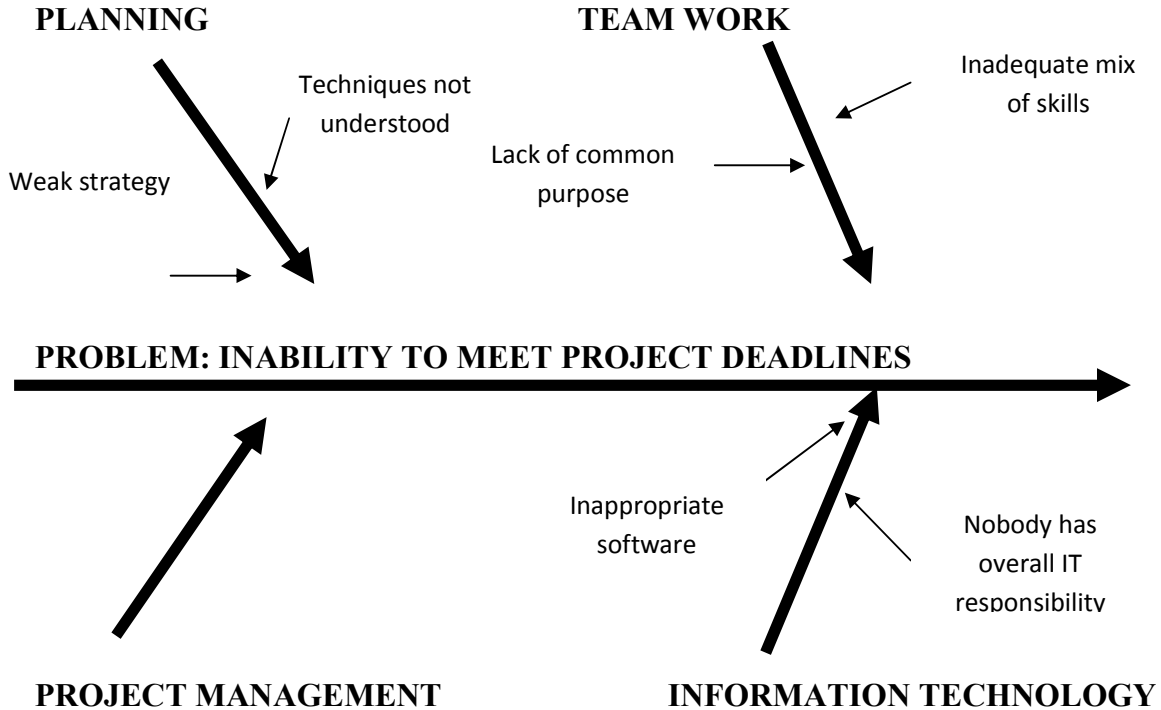 PLANNING
TEAM WORK
Techniques not
understood
Inadequate mix
of skills
Weak strategy
Lack of common
purpose
PROBLEM: INABILITY TO MEET PROJECT DEADLINES
Inappropriate
software
Nobody has
overall IT
responsibility
PROJECT MANAGEMENT
INFORMATION TECHNOLOGY